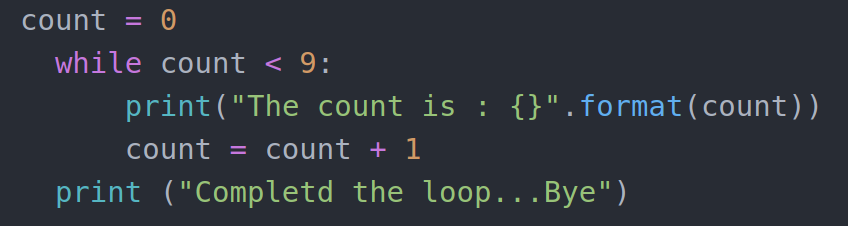 count = 0
  while count < 9:
      print("The count is : {}".format(count))
      count = count + 1
  print ("Completd the loop...Bye")